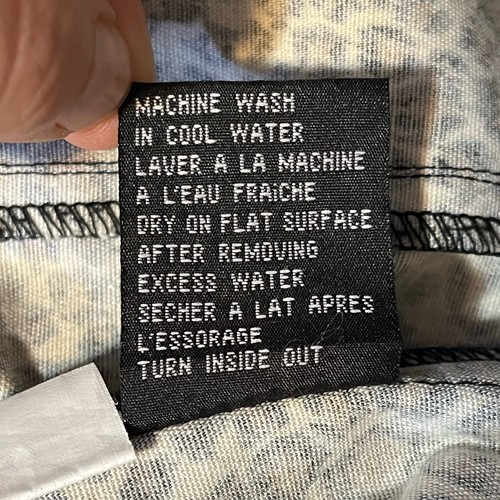 MACHINE WASH
IN COOL WATER
LAVER A LA MACHINE
A L'EAU FRAICHE
DRY ON FLAT SURFACE
AFTER REMOVING
EXCESS WATER
SECHER A LAT APRES
L'ESSORAGE
TURN INSIDE OUT